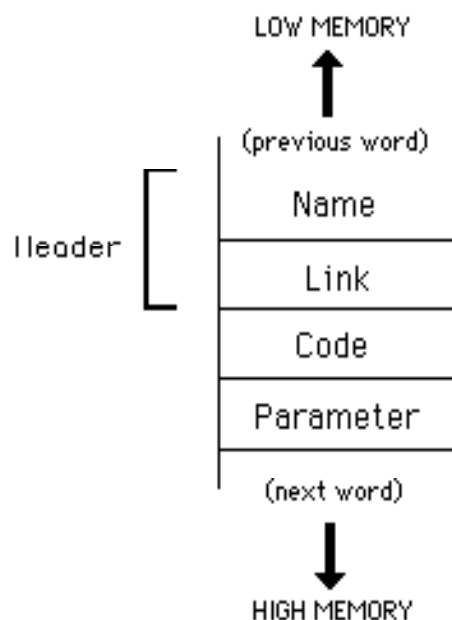 LOW MEMORY
(previous word)
Name
Header
Link
Code
Parameter
(next word)
HIGH MEMORY